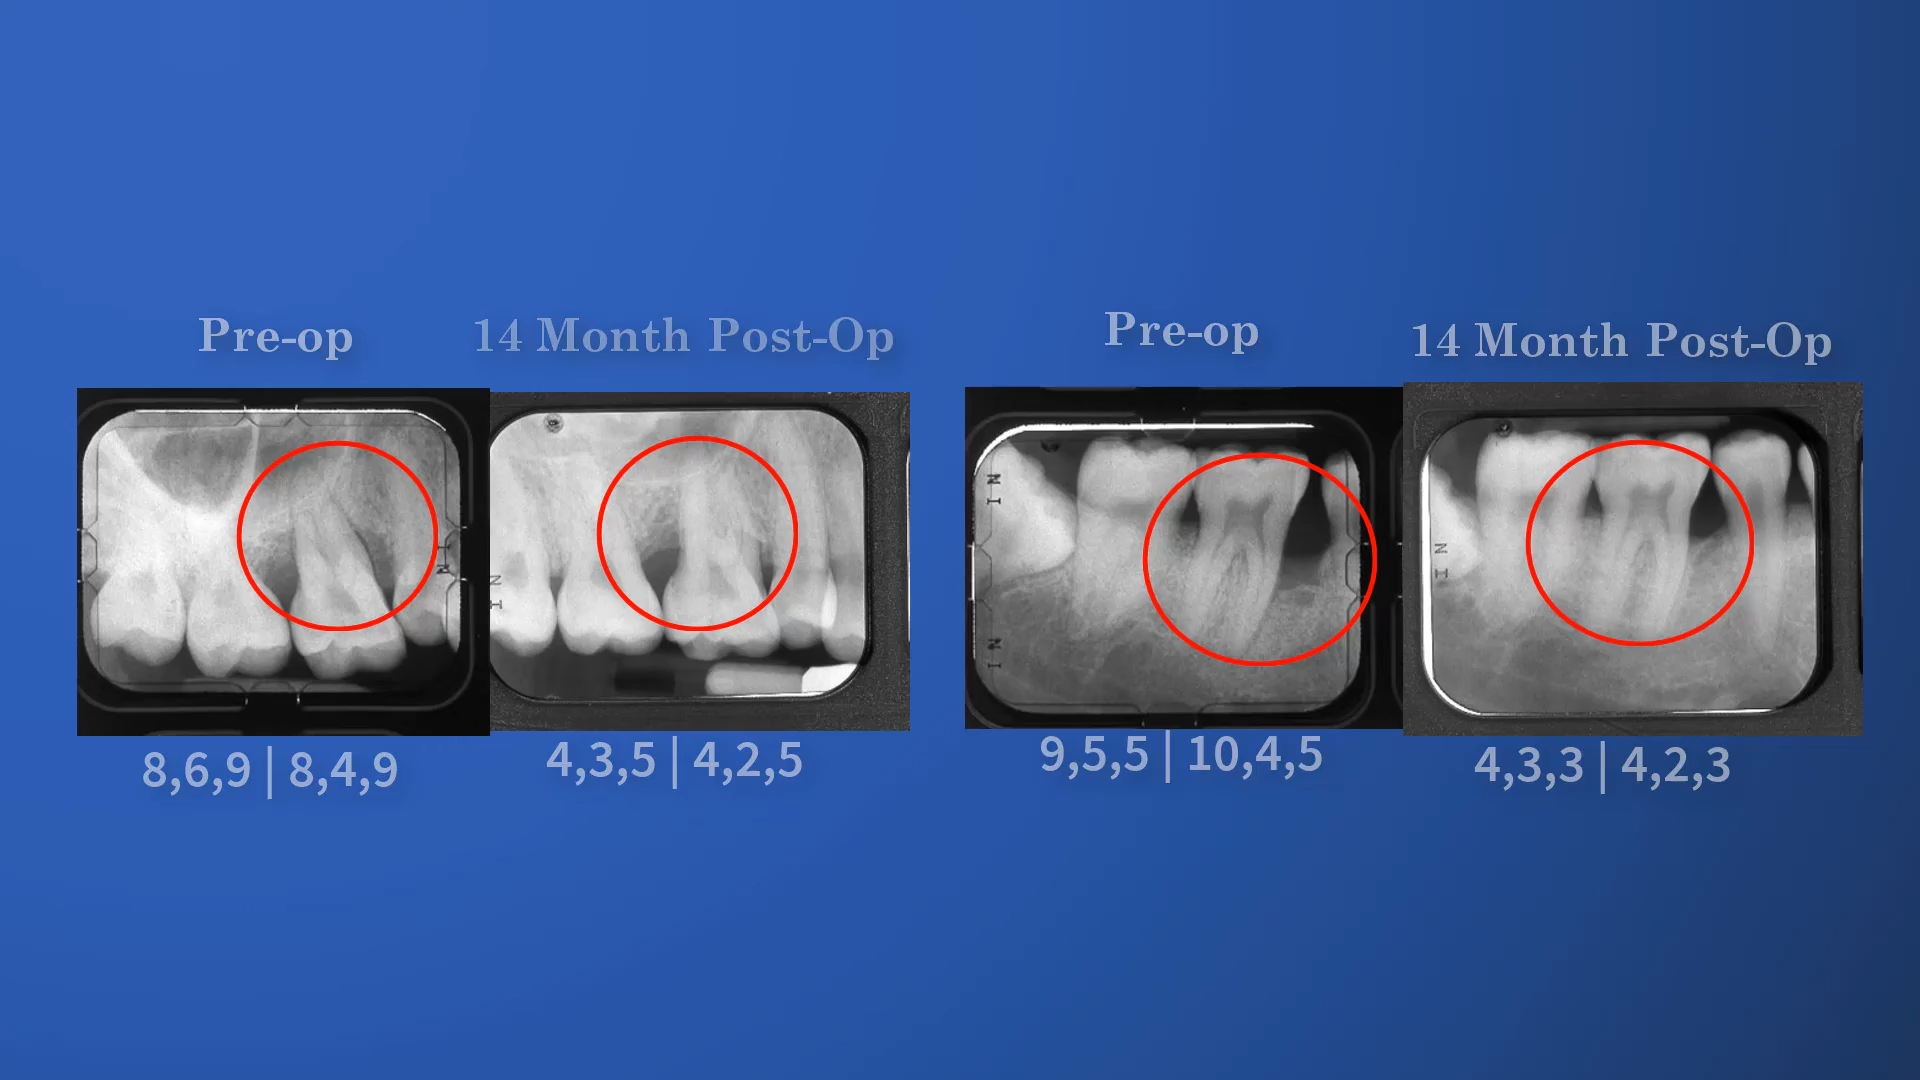 Pre-op
14 Month Post-Op
Pre-op
14 Month Post-Op
8,6,9 | 8,4,9
4,3,5 | 4,2,5
9,5,5 | 10,4,5
4,3,3 | 4,2,3